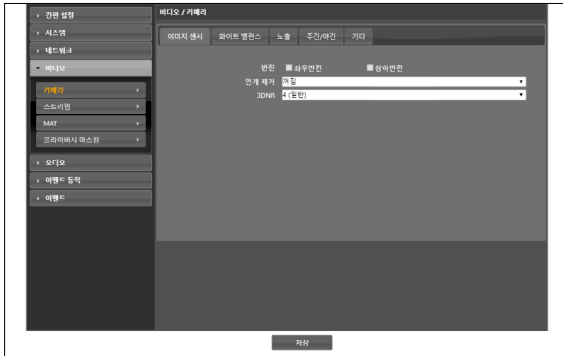 간편 설정
시스템
네트워크
비디오
카메라
스트리밍
MAT
프라이버시 마스킹
오디오
이벤트 동작
이벤트
비디오 / 카메라
이미지 센서
화이트 밸런스
노출
주간/야간
기타
반전 좌우반전 상하반전
안개 제거 꺼짐
3DNR 4 (일반)
저장